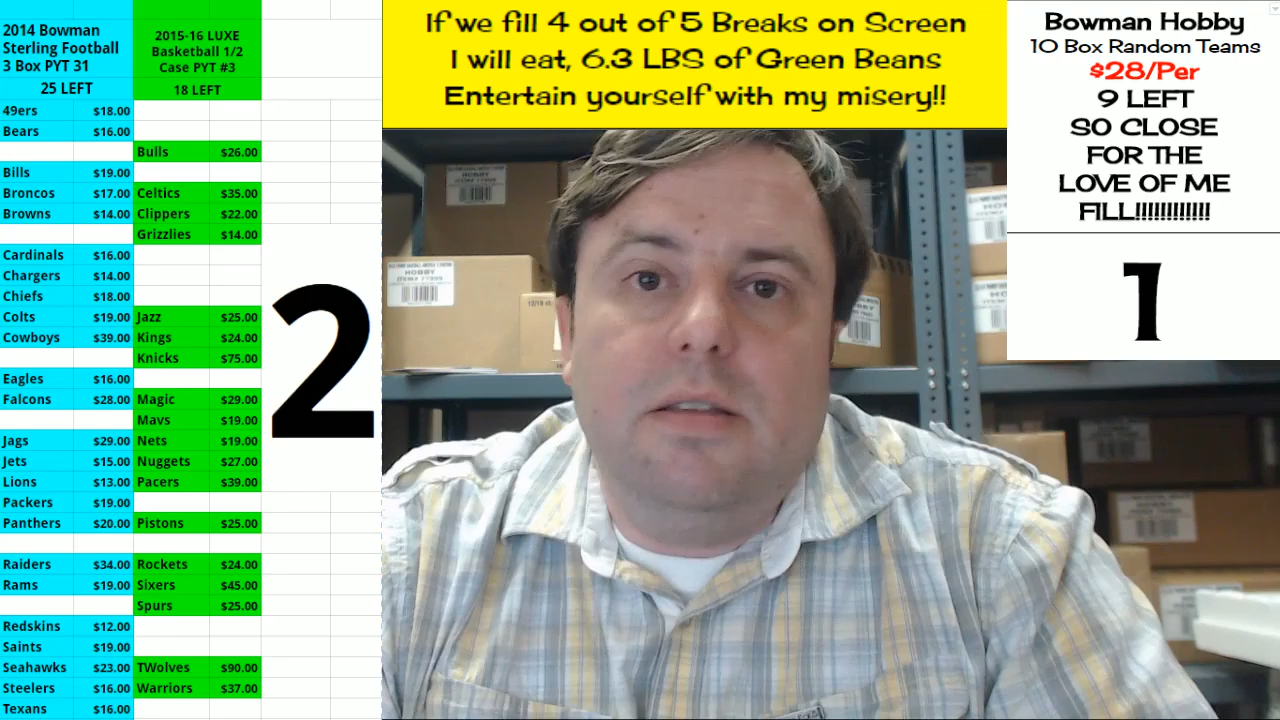 2014 Bowman
Sterling Football
3 Box PYT 31
25 LEFT
49ers $18.00
Bears $16.00
Bills $19.00
Broncos $17.00
Browns $14.00
Cardinals $16.00
Chargers $14.00
Chiefs $18.00
Colts $19.00
Cowboys $39.00
Eagles $16.00
Falcons $28.00
Jags $29.00
Jets $15.00
Lions $13.00
Packers $19.00
Panthers $20.00
Raiders $34.00
Rams $19.00
Redskins $12.00
Saints $19.00
Seahawks $23.00
Steelers $16.00
Texans $16.00
2015-16 LUXE
Basketball 1/2
Case PYT #3
18 LEFT
Bulls $26.00
Celtics $35.00
Clippers $22.00
Grizzlies $14.00
Jazz $25.00
Kings $24.00
Knicks $75.00
Magic $29.00
Mavs $19.00
Nets $19.00
Nuggets $27.00
Pacers $39.00
Pistons $25.00
Rockets $24.00
Sixers $45.00
Spurs $25.00
TWolves $90.00
Warriors $37.00
2
If we fill 4 out of 5 Breaks on Screen
I will eat, 6.3 LBS of Green Beans
Entertain yourself with my misery!!
HOBBY
HOBBY
Bowman Hobby
10 Box Random Teams
$28/Per
9 LEFT
SO CLOSE
FOR THE
LOVE OF ME
FILL!!!!!!!!!!!!
1